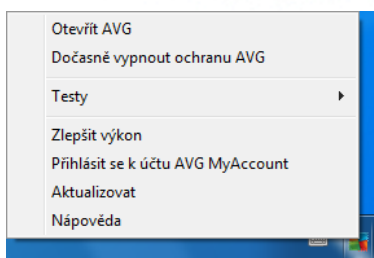 Otevřít AVG
Dočasně vypnout ochranu AVG
Testy
Zlepšit výkon
Přihlásit se k účtu AVG MyAccount
Aktualizovat
Nápověda